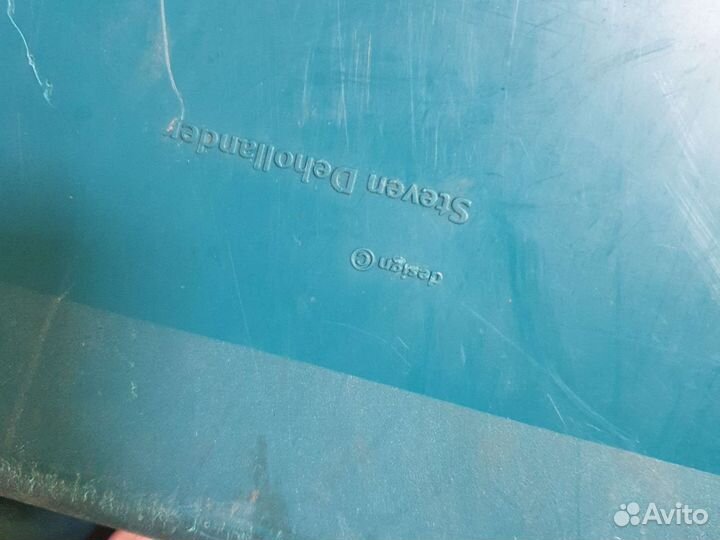 design ©
Steven Dehollander
Avito